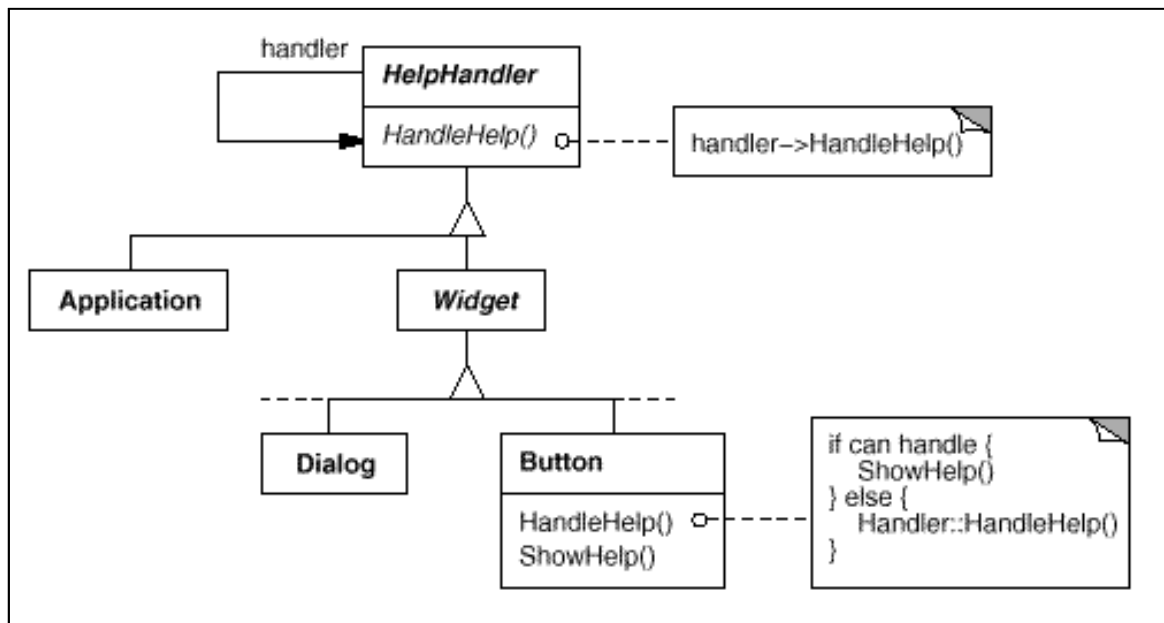 handler
HelpHandler
HandleHelp()
handler->HandleHelp()
Application
Widget
Dialog
Button
HandleHelp()
ShowHelp()
if can handle {
ShowHelp()
} else {
Handler::HandleHelp()
}